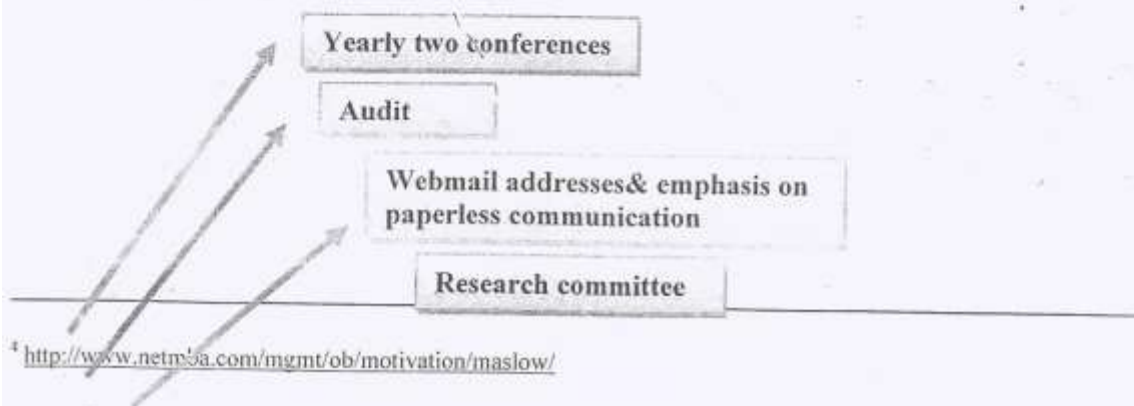 Yearly two conferences
Audit
Webmail addresses& emphasis on
paperless communication
Research committee
4 http://www.netmba.com/mgmt/ob/motivation/maslow/